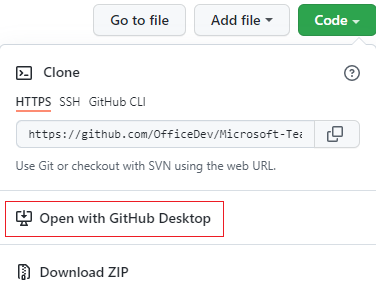 Go to file Add file Code
Clone
HTTPS SSH GitHub CLI
https://github.com/OfficeDev/Microsoft-Tea
Use Git or checkout with SVN using the web URL.
Open with GitHub Desktop
Download ZIP